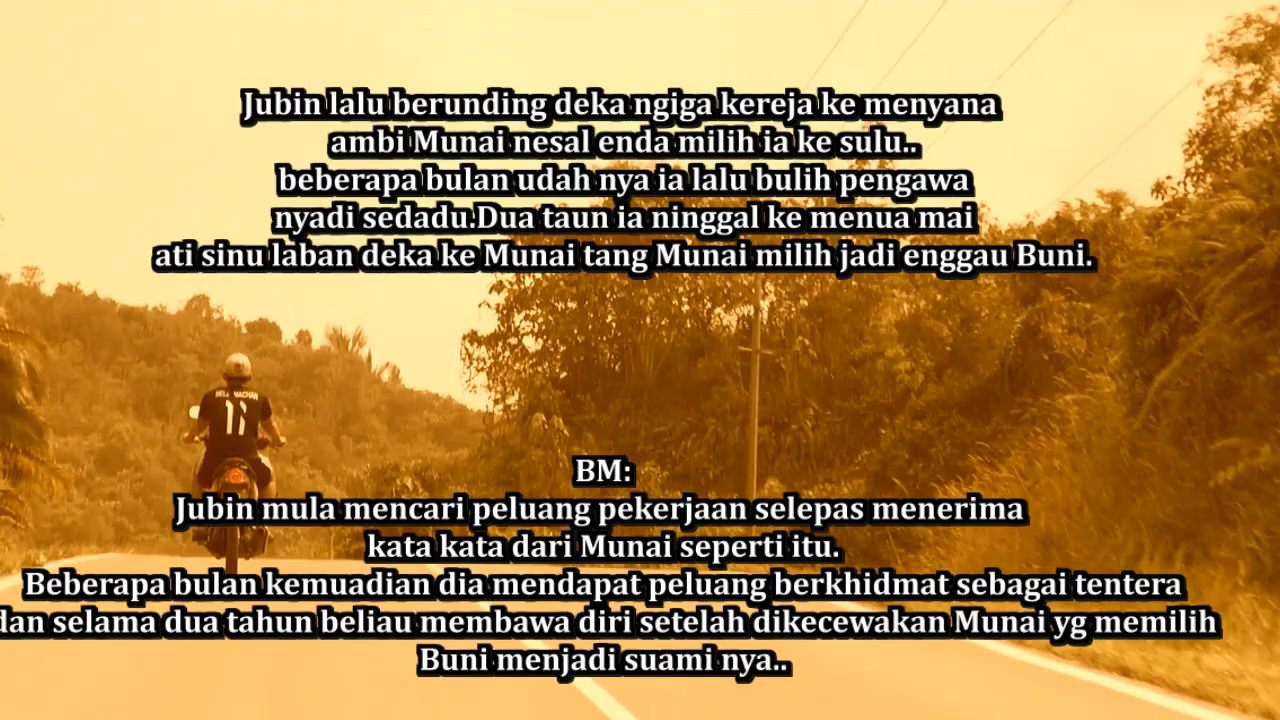 Jubin lalu berunding deka ngiga kereja ke menyana
ambi Munai nesal enda milih ia ke sulu..
beberapa bulan udah nya ia lalu bulih pengawa
nyadi sedadu.Dua taun ia ninggal ke menua mai
ati sinu laban deka ke Munai tang Munai milih jadi enggau Buni.
11
BM:
Jubin mula mencari peluang pekerjaan selepas menerima
kata kata dari Munai seperti itu.
Beberapa bulan kemuadian dia mendapat peluang berkhidmat sebagai tentera
dan selama dua tahun beliau membawa diri setelah dikecewakan Munai yg memilih
Buni menjadi suami nya..